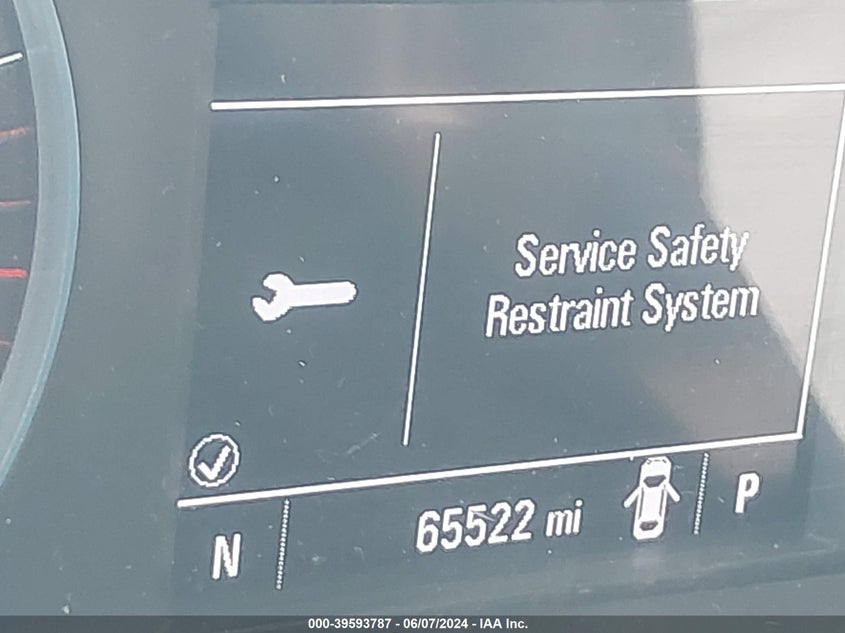 Service Safety
Restraint System
N 65522 mi P
000-39593787 - 06/07/2024 - IAA Inc.